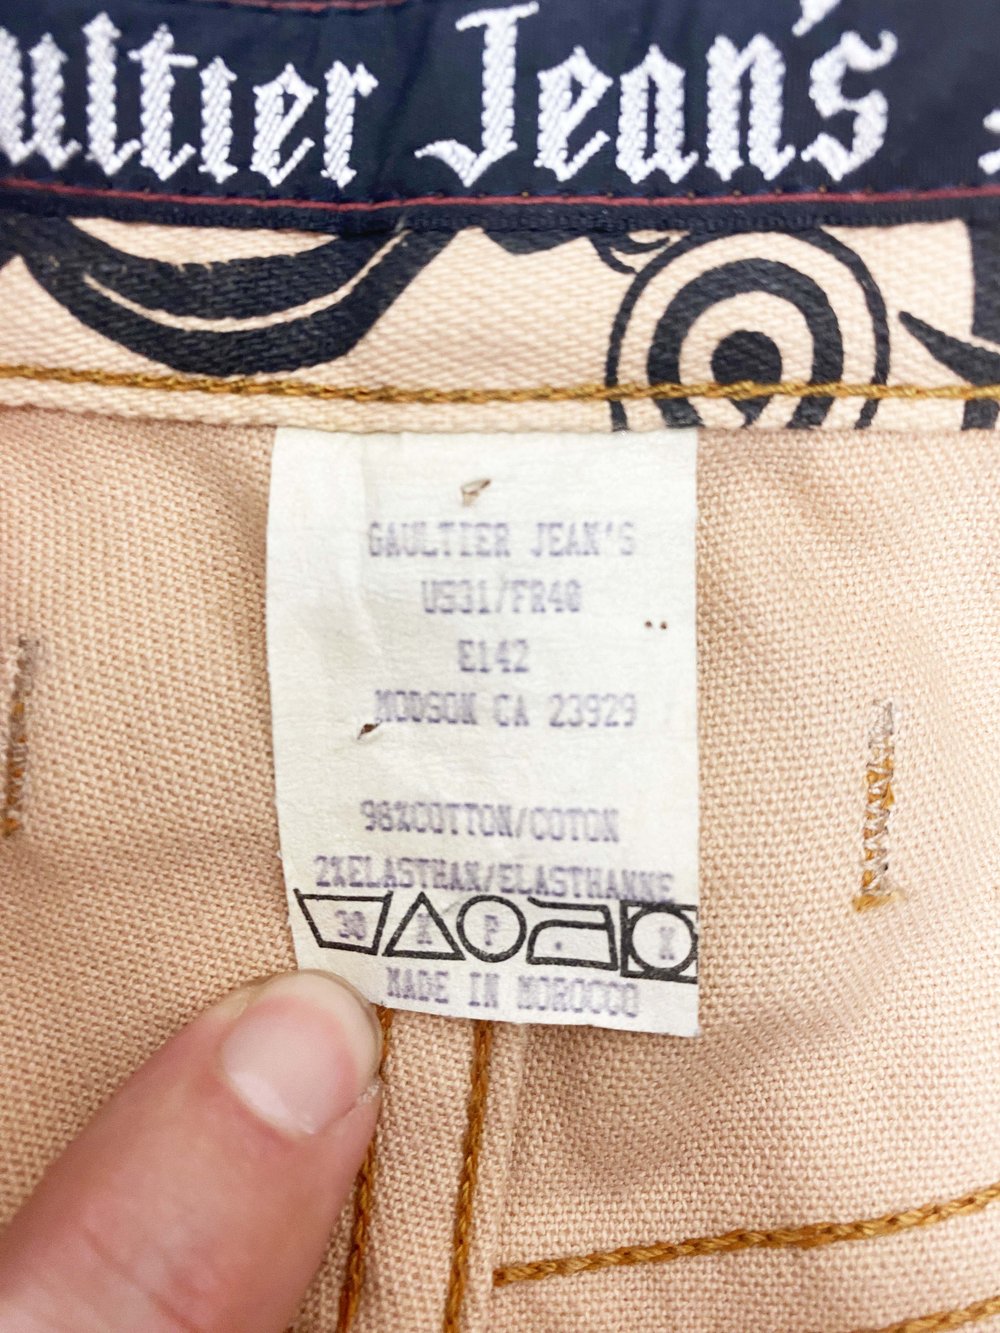 ultier Jean's
GAULTIER JEAN'S
US31/FR40
E142
MODSON CA 23929
98%COTTON/COTON
2%ELASTHAN/ELASTHANNE
30 X P . X
MADE IN MOROCCO